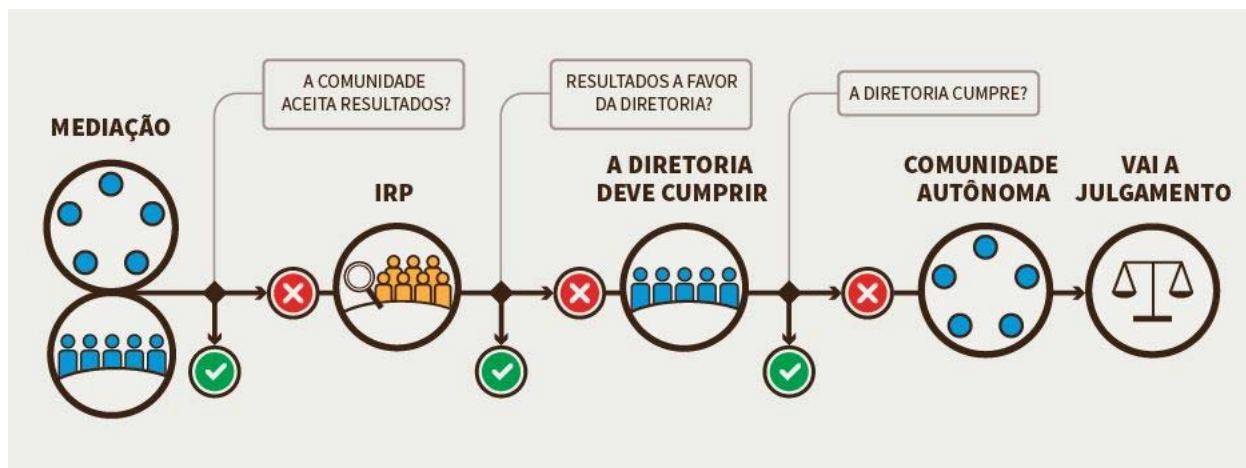 A COMUNIDADE
ACEITA RESULTADOS?
RESULTADOS A FAVOR
DA DIRETORIA?
A DIRETORIA CUMPRE?
MEDIAÇÃO
IRP
A DIRETORIA
DEVE CUMPRIR
COMUNIDADE
AUTÔNOMA
VAI A
JULGAMENTO